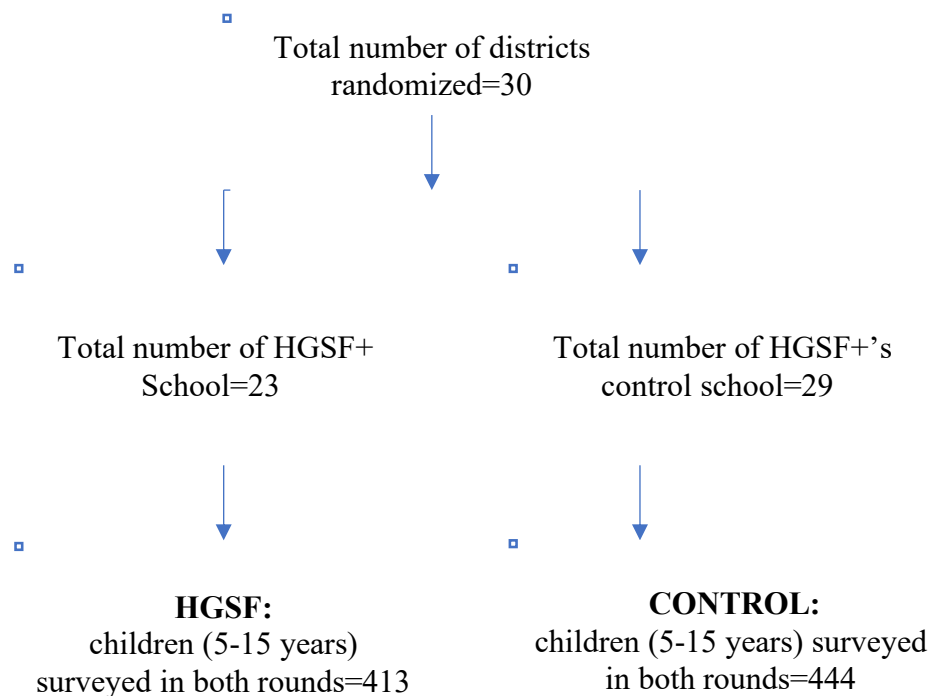 Total number of districts
randomized=30
Total number of HGSF+
School=23
Total number of HGSF+’s
control school=29
HGSF:
children (5-15 years)
surveyed in both rounds=413
CONTROL:
children (5-15 years) surveyed
in both rounds=444